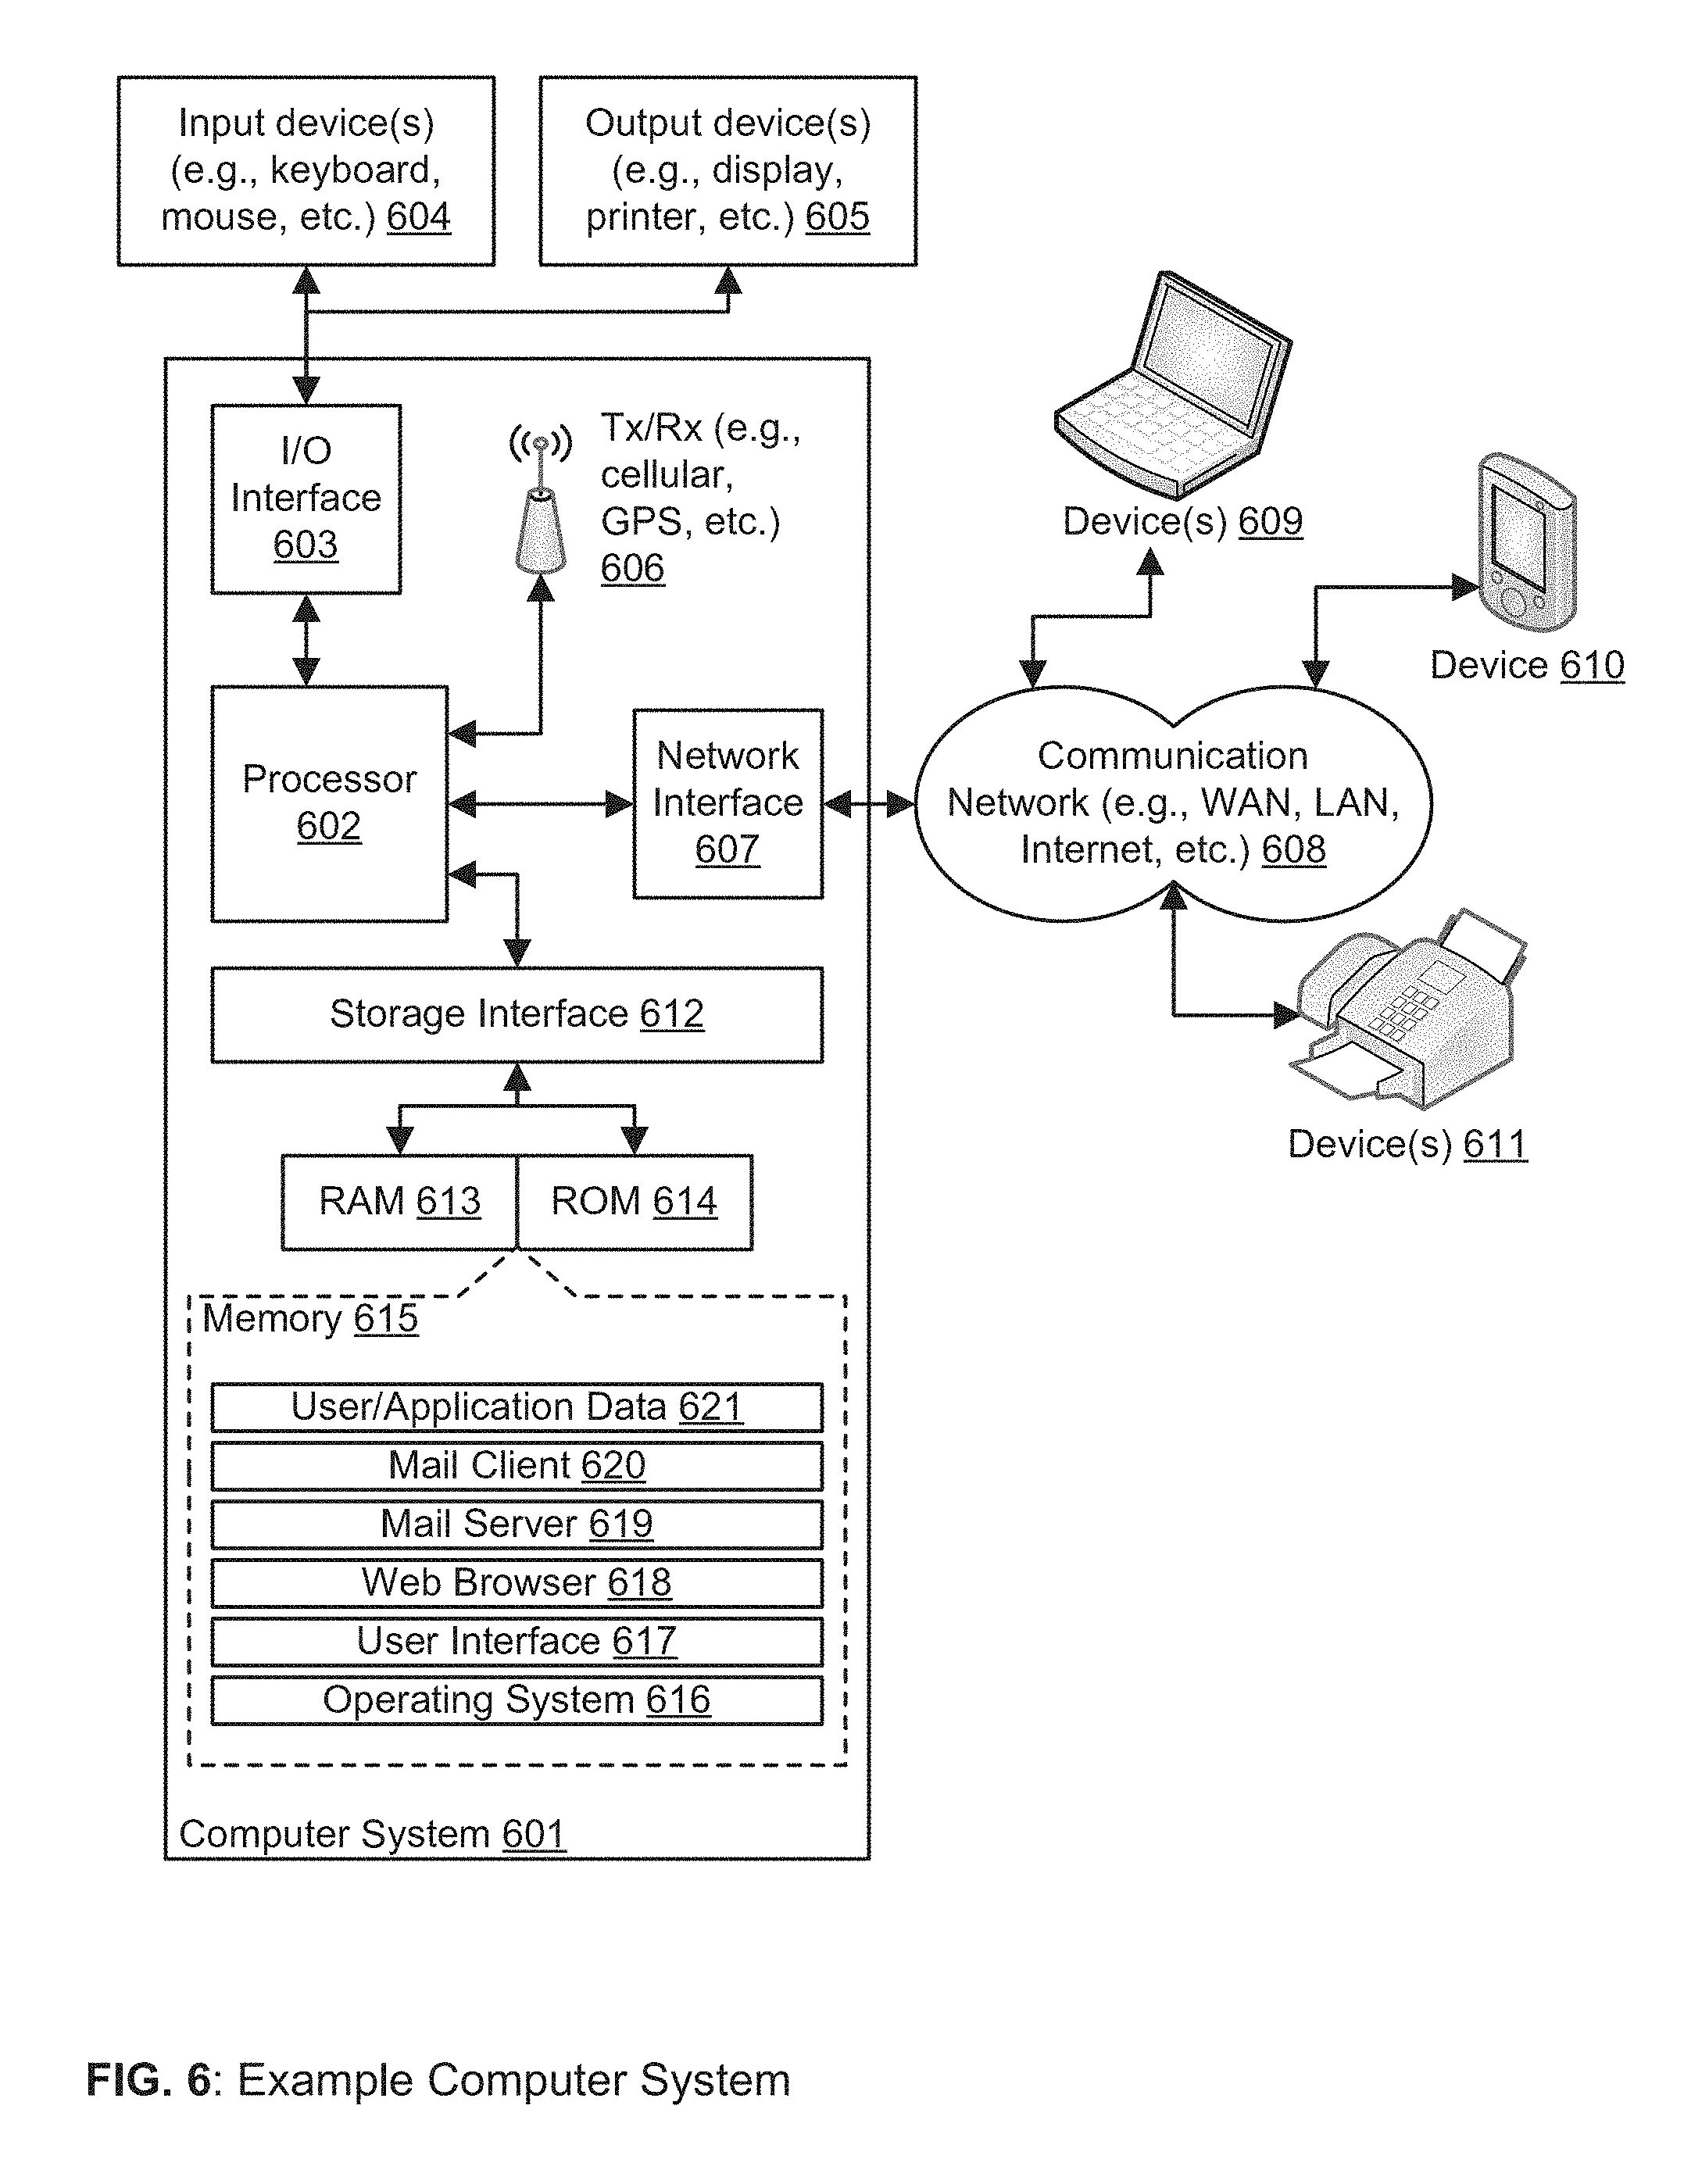 Input device(s)
(e.g., keyboard,
mouse, etc.) 604
Output device(s)
(e.g., display,
printer, etc.) 605
I/O
Interface
603
Tx/Rx (e.g.,
cellular,
GPS, etc.)
606
Device(s) 609
Device 610
Processor
602
Network
Interface
607
Communication
Network (e.g., WAN, LAN,
Internet, etc.) 608
Storage Interface 612
Device(s) 611
RAM 613
ROM 614
Memory 615
User/Application Data 621
Mail Client 620
Mail Server 619
Web Browser 618
User Interface 617
Operating System 616
Computer System 601
FIG. 6: Example Computer System